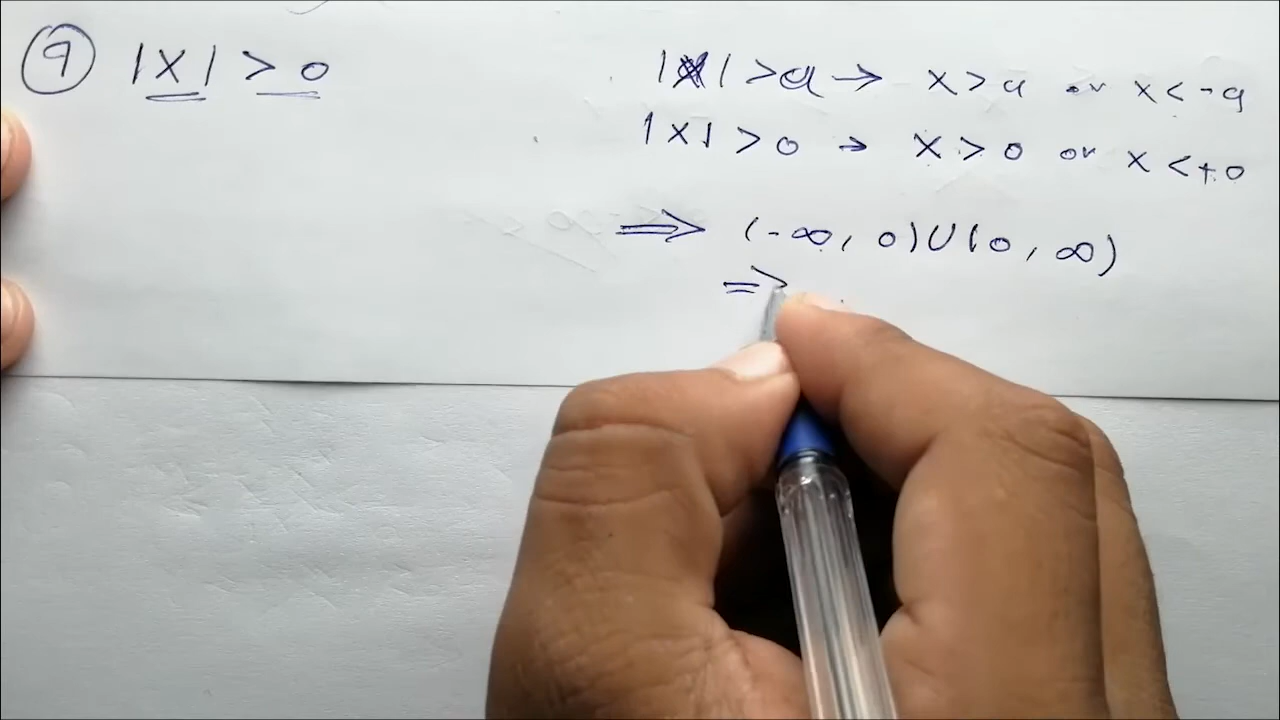 9 |x| > 0
|x| > a → x > a or x < -a
|x| > 0 → x > 0 or x < +0
⟹ (-∞, 0) ∪ (0, ∞)
=>